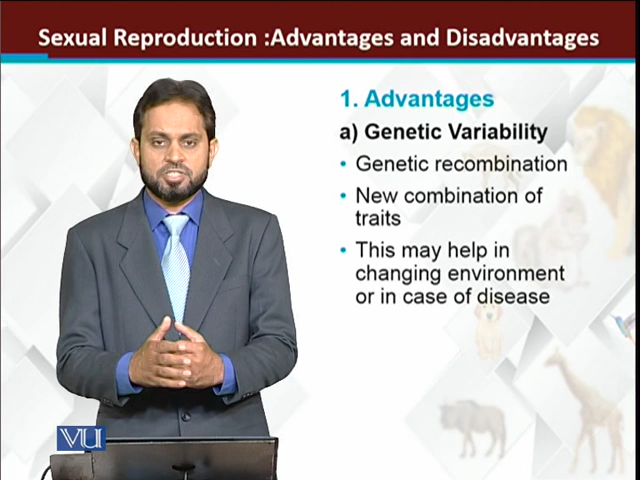 Sexual Reproduction :Advantages and Disadvantages
1. Advantages
a) Genetic Variability
• Genetic recombination
• New combination of
traits
• This may help in
changing environment
or in case of disease
VU